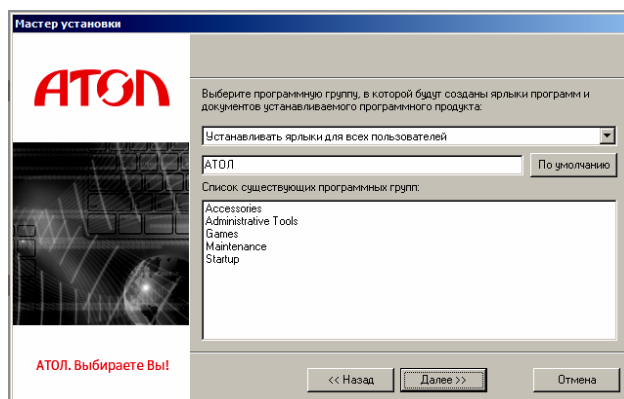 Мастер установки
АТОЛ
Выберите программную группу, в которой будут созданы ярлыки программ и
документов устанавливаемого программного продукта:
Устанавливать ярлыки для всех пользователей
АТОЛ
По умолчанию
Список существующих программных групп:
Accessories
Administrative Tools
Games
Maintenance
Startup
АТОЛ. Выбираете Вы!
<< Назад
Далее >>
Отмена